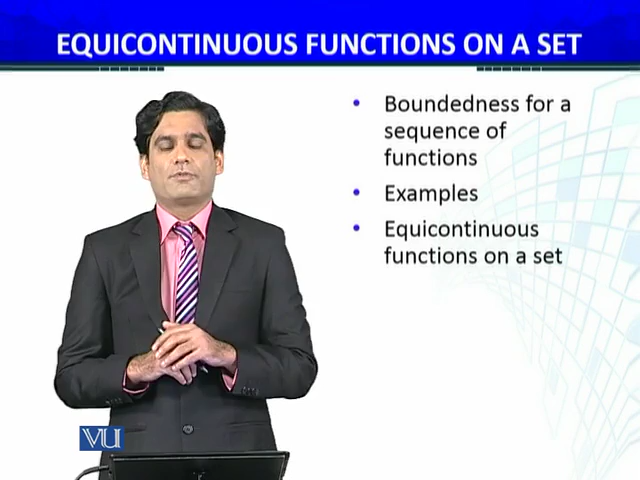 EQUICONTINUOUS FUNCTIONS ON A SET
• Boundedness for a
sequence of
functions
• Examples
• Equicontinuous
functions on a set
VU